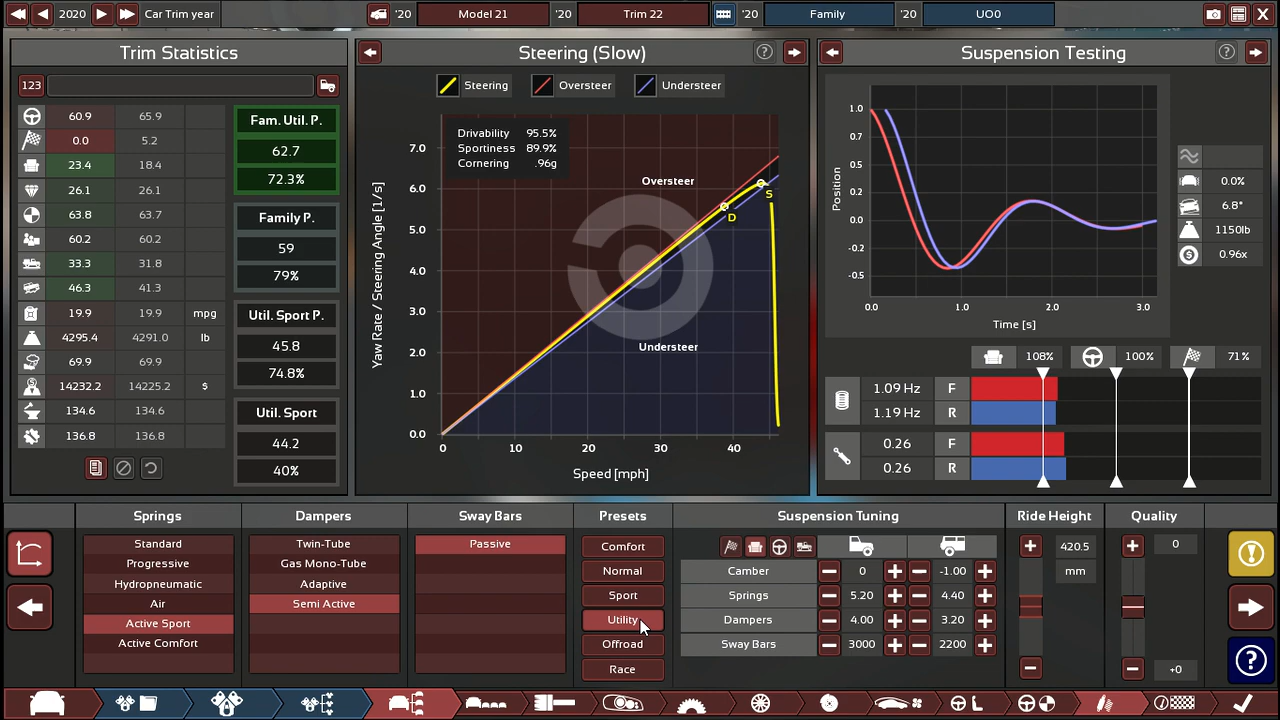 2020 Car Trim year '20 Model 21 '20 Trim 22 '20 Family '20 UO0
Trim Statistics
123
60.9 65.9
0.0 5.2
23.4 18.4
26.1 26.1
63.8 63.7
60.2 60.2
33.3 31.8
46.3 41.3
19.9 19.9 mpg
4295.4 4291.0 lb
69.9 69.9
14232.2 14225.2 $
134.6 134.6
136.8 136.8
Fam. Util. P.
62.7
72.3%
Family P.
59
79%
Util. Sport P.
45.8
74.8%
Util. Sport
44.2
40%
Steering (Slow)
?
Steering Oversteer Understeer
Drivability 95.5%
Sportiness 89.9%
Cornering .96g
Yaw Rate / Steering Angle [1/s]
7.0
6.0
5.0
4.0
3.0
2.0
1.0
0.0
Oversteer
S
D
Understeer
0 10 20 30 40
Speed [mph]
Suspension Testing
?
Position
1.0
0.7
0.5
0.2
0.0
-0.2
-0.5
0.0 1.0 2.0 3.0
Time [s]
0.0%
6.8°
1150lb
0.96x
108% 100% 71%
1.09 Hz F
1.19 Hz R
0.26 F
0.26 R
Springs
Standard
Progressive
Hyrdopneumatic
Air
Active Sport
Active Comfort
Dampers
Twin-Tube
Gas Mono-Tube
Adaptive
Semi Active
Sway Bars
Passive
Presets
Comfort
Normal
Sport
Utility
Offroad
Race
Suspension Tuning
Camber 0 -1.00
Springs 5.20 4.40
Dampers 4.00 3.20
Sway Bars 3000 2200
Ride Height
420.5
mm
Quality
0
+0
?